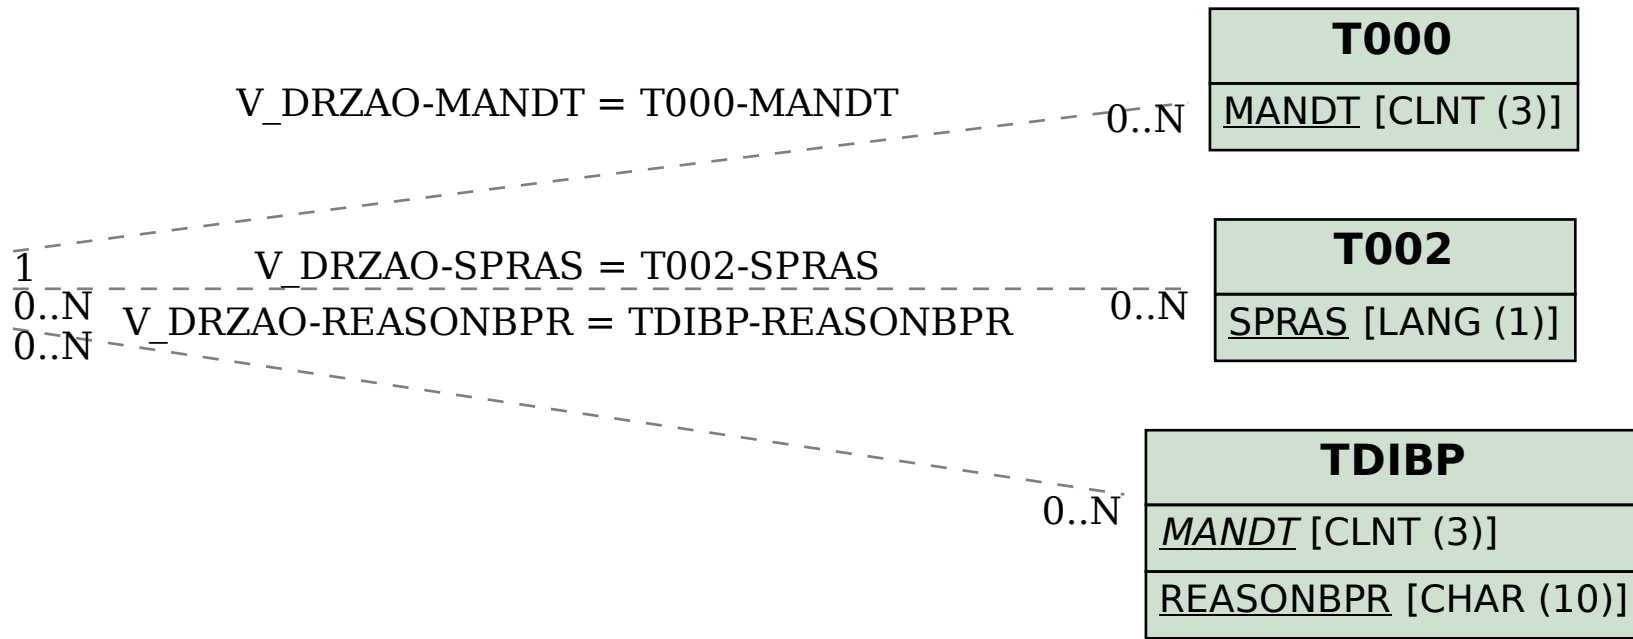 T000
MANDT [CLNT (3)]
V_DRZAO-MANDT = T000-MANDT
0..N
1
V_DRZAO-SPRAS = T002-SPRAS
0..N
0..N
T002
SPRAS [LANG (1)]
V_DRZAO-REASONBPR = TDIBP-REASONBPR
0..N
0..N
TDIBP
MANDT [CLNT (3)]
REASONBPR [CHAR (10)]